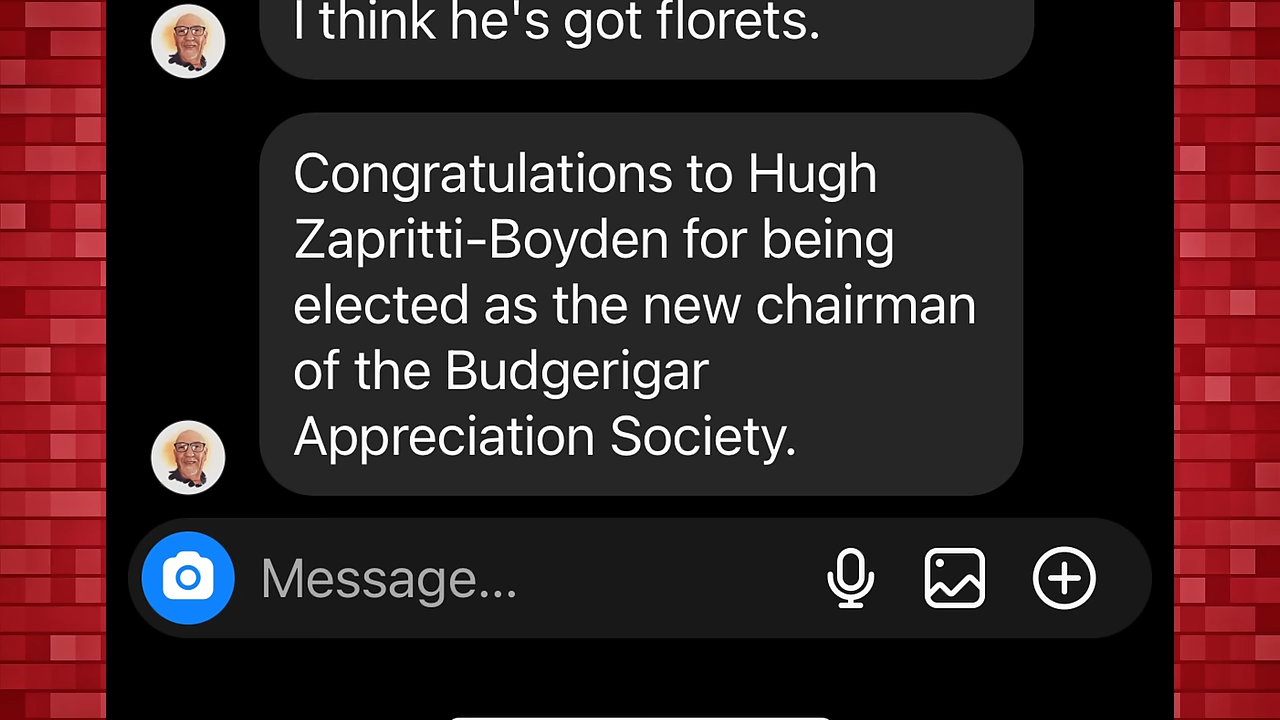 I think he's got florets.
Congratulations to Hugh
Zapritti-Boyden for being
elected as the new chairman
of the Budgerigar
Appreciation Society.
Message...